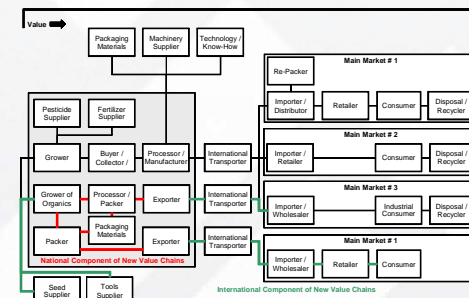 Value
Packaging
Materials
Machinery
Supplier
Technology /
Know-How
Main Market # 1
Re-Packer
Pesticide
Supplier
Fertilizer
Supplier
Importer /
Distributor
Retailer
Consumer
Disposal /
Recycler
Main Market # 2
Grower
Buyer /
Collector /
Processor /
Manufacturer
International
Transporter
Importer /
Retailer
Consumer
Disposal /
Recycler
Main Market # 3
Grower of
Organics
Processor /
Packer
Exporter
International
Transporter
Importer /
Wholesaler
Industrial
Consumer
Disposal /
Recycler
Packaging
Materials
Main Market # 1
Packer
Exporter
International
Transporter
Importer /
Wholesaler
Retailer
Consumer
National Component of New Value Chains
Seed
Supplier
Tools
Supplier
International Component of New Value Chains